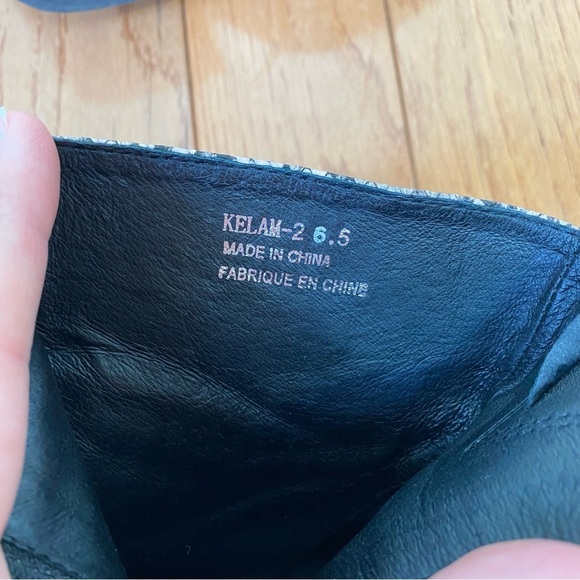 KELAM-2 6.5
MADE IN CHINA
FABRIQUE EN CHINE